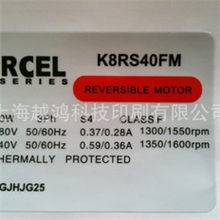 RCEL
SERIES
K8RS40FM
REVERSIBLE MOTOR
0W 3Ph S4 CLASS F
80V 50/60Hz 0.37/0.28A 1300/1550rpm
40V 50/60Hz 0.59/0.36A 1350/1600rpm
THERMALLY PROTECTED
GJHJG25
上海越鸿科技印刷有限公司